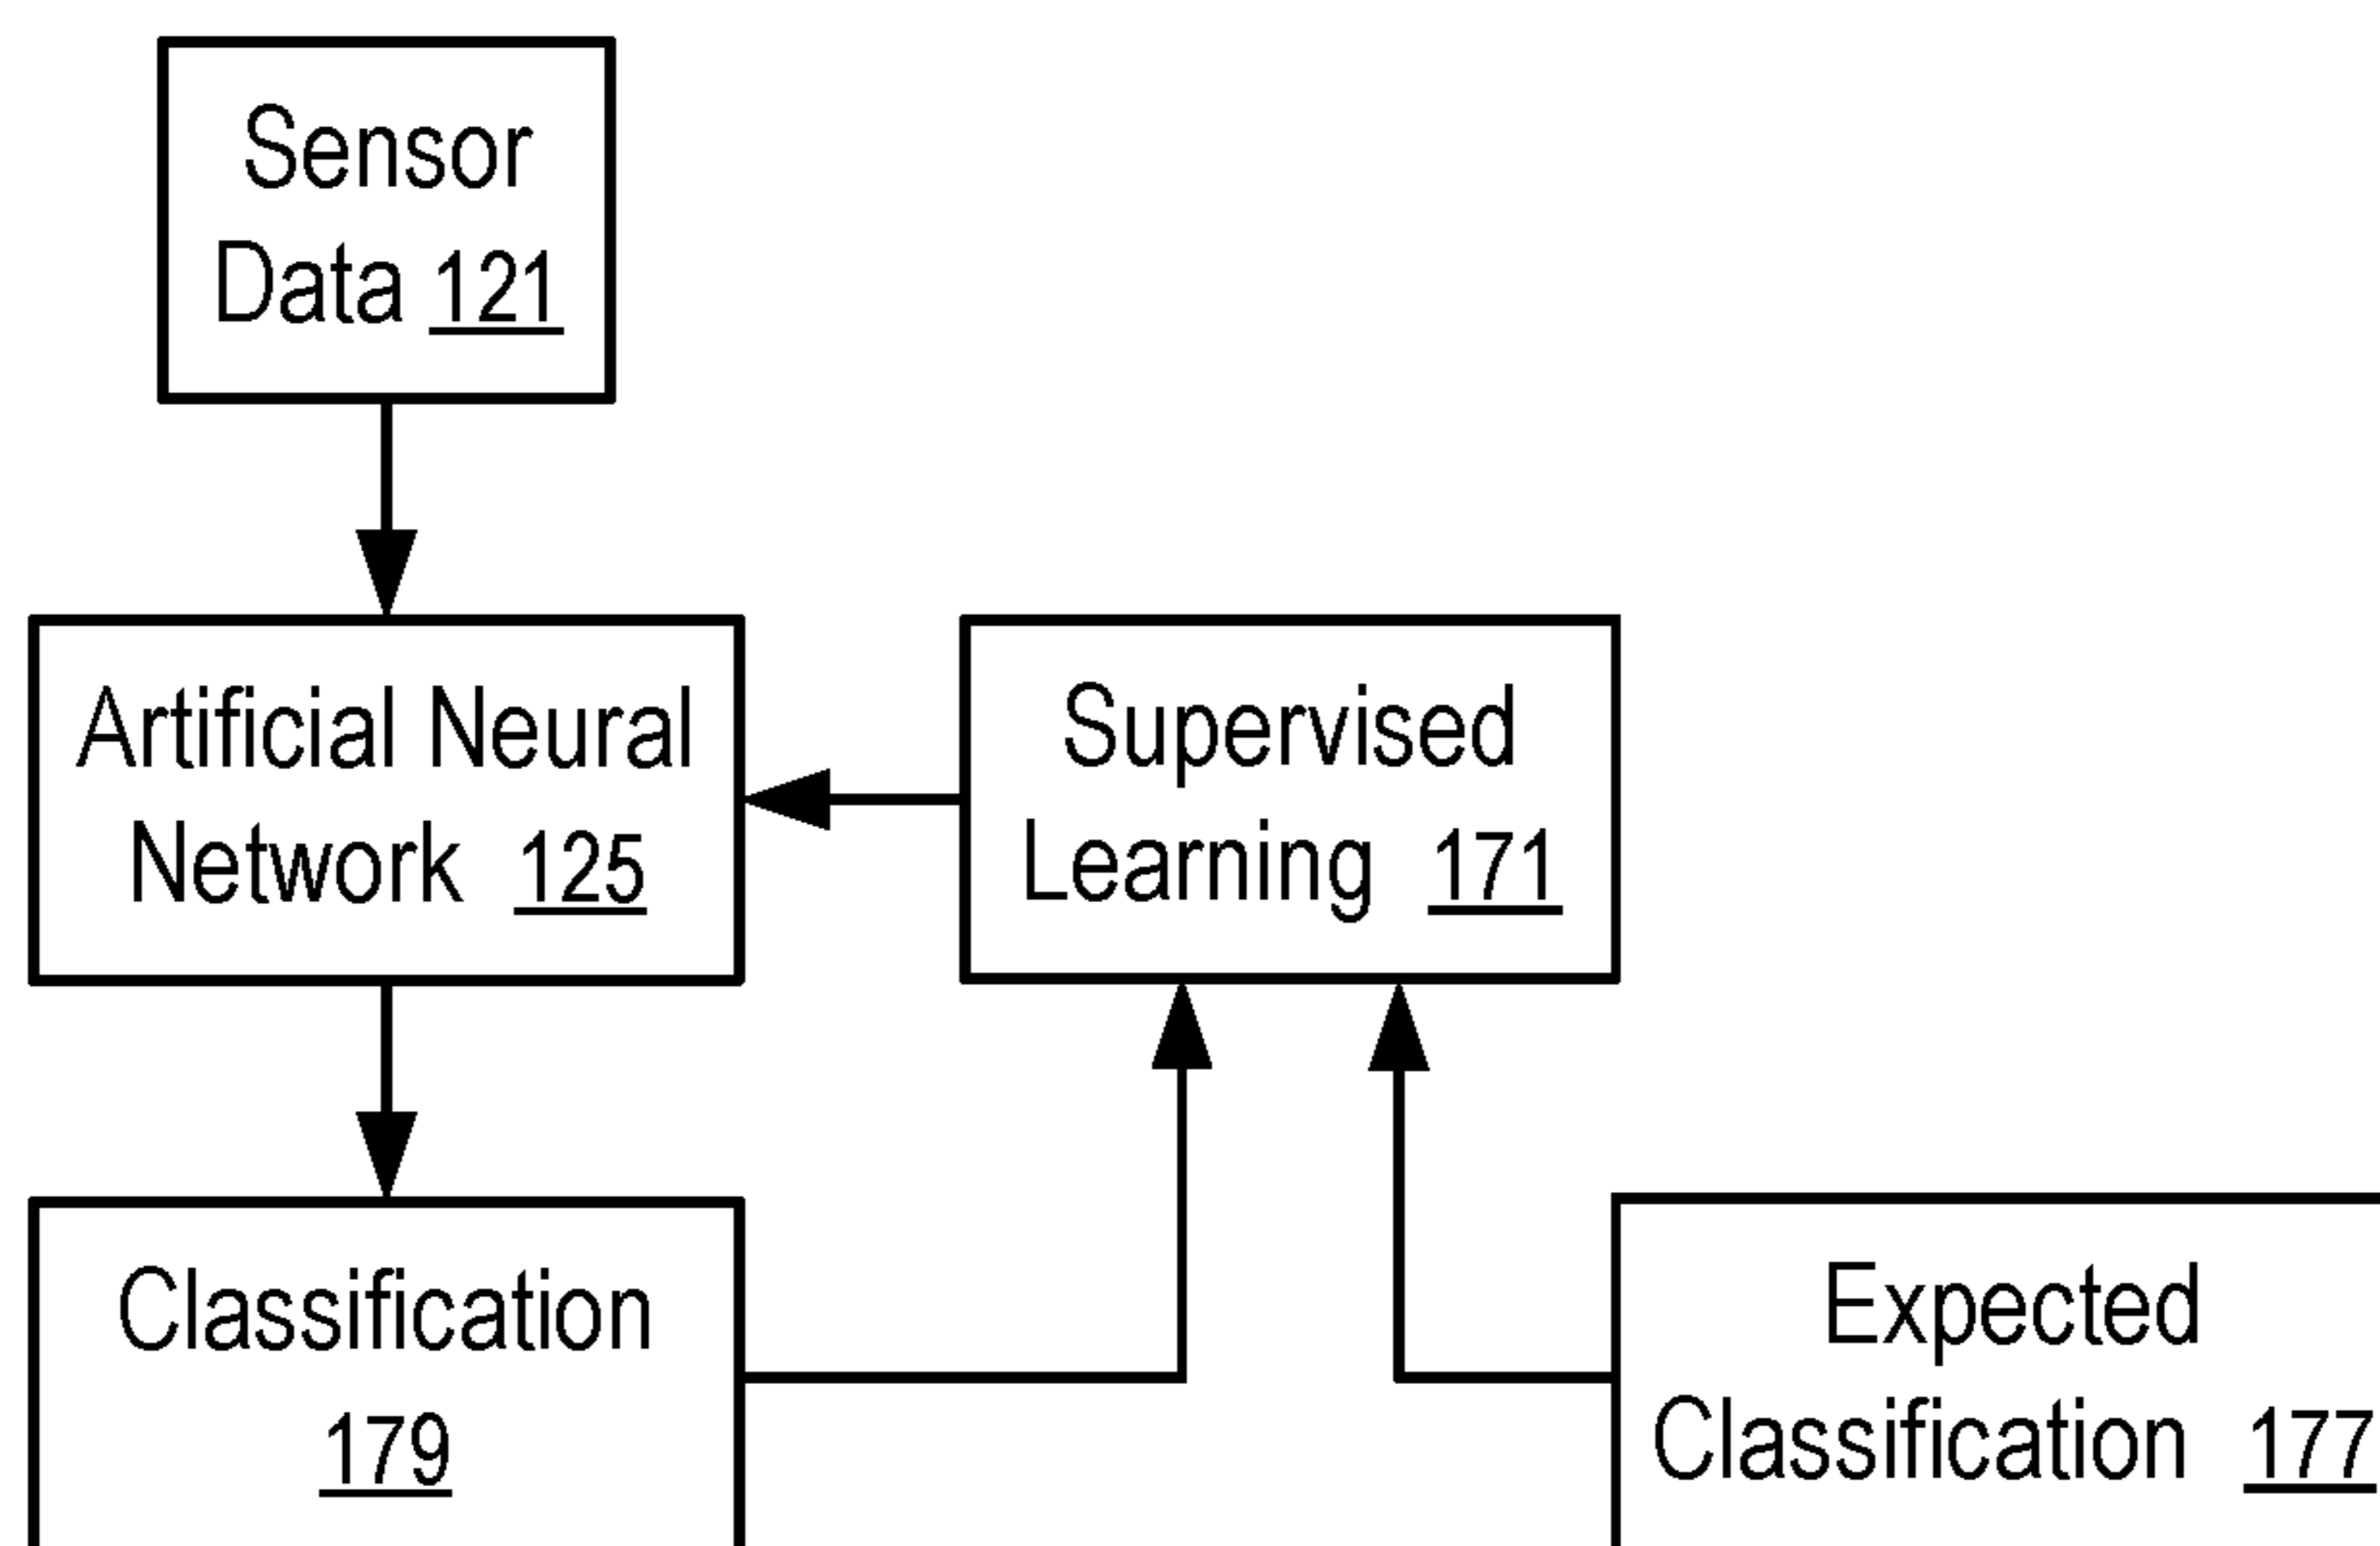 Sensor
Data 121
Artificial Neural
Network 125
Supervised
Learning 171
Classification
179
Expected
Classification 177